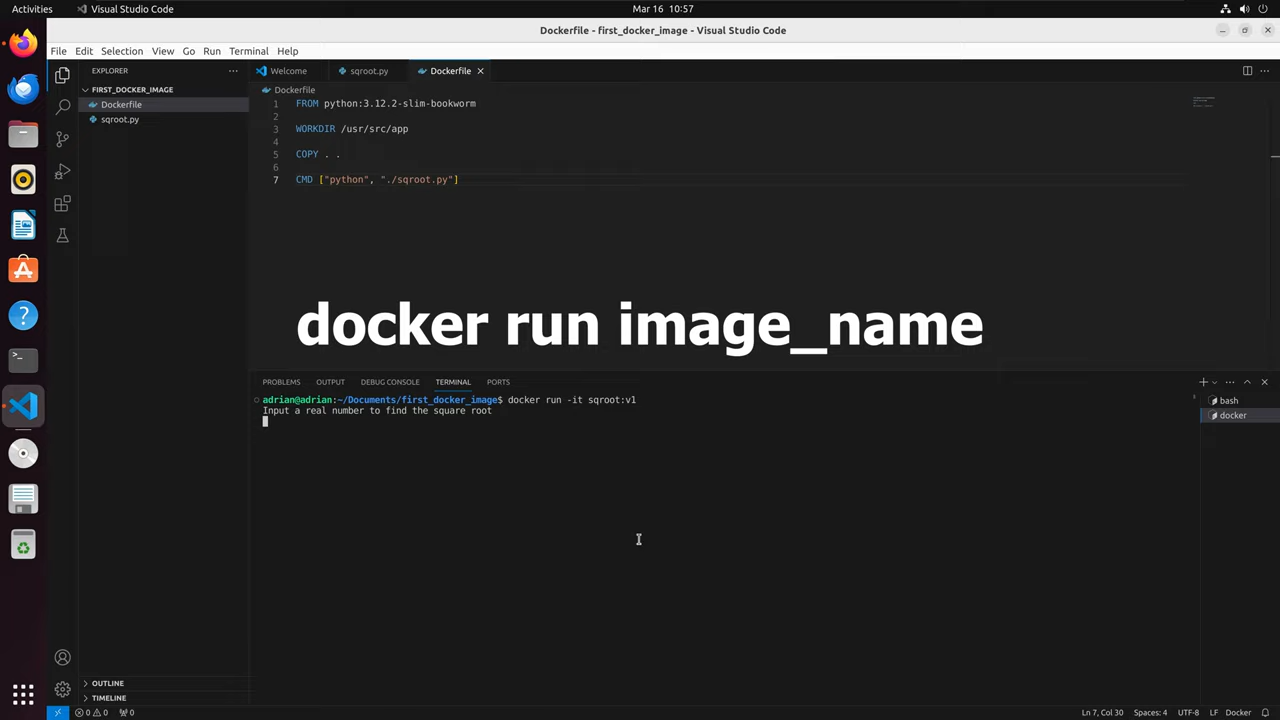 Activities
Visual Studio Code
Mar 16 10:57
Dockerfile - first_docker_image - Visual Studio Code
File Edit Selection View Go Run Terminal Help
EXPLORER
Welcome
sqroot.py
Dockerfile
FIRST_DOCKER_IMAGE
Dockerfile
sqroot.py
Dockerfile
1 FROM python:3.12.2-slim-bookworm
2
3 WORKDIR /usr/src/app
4
5 COPY . .
6
7 CMD ["python", "./sqroot.py"]
docker run image_name
PROBLEMS OUTPUT DEBUG CONSOLE TERMINAL PORTS
adrian@adrian:~/Documents/first_docker_image$ docker run -it sqroot:v1
Input a real number to find the square root
bash
docker
OUTLINE
TIMELINE
0 0 0
Ln 7, Col 30 Spaces: 4 UTF-8 LF Docker